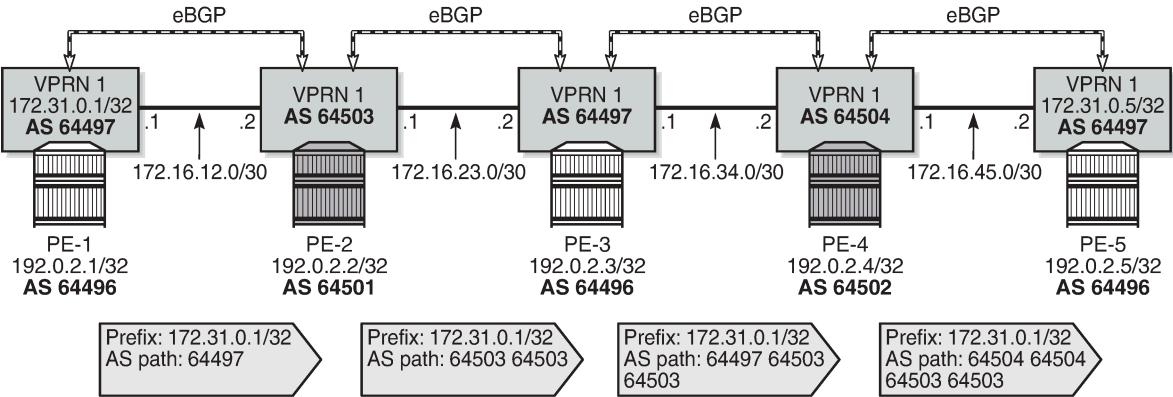 eBGP
eBGP
eBGP
eBGP
VPRN 1
172.31.0.1/32
AS 64497
VPRN 1
AS 64503
VPRN 1
AS 64497
VPRN 1
AS 64504
VPRN 1
172.31.0.5/32
AS 64497
.1
.2
.1
.2
.1
.2
.1
.2
172.16.12.0/30
172.16.23.0/30
172.16.34.0/30
172.16.45.0/30
PE-1
192.0.2.1/32
AS 64496
PE-2
192.0.2.2/32
AS 64501
PE-3
192.0.2.3/32
AS 64496
PE-4
192.0.2.4/32
AS 64502
PE-5
192.0.2.5/32
AS 64496
Prefix: 172.31.0.1/32
AS path: 64497
Prefix: 172.31.0.1/32
AS path: 64503 64503
Prefix: 172.31.0.1/32
AS path: 64497 64503
64503
Prefix: 172.31.0.1/32
AS path: 64504 64504
64503 64503